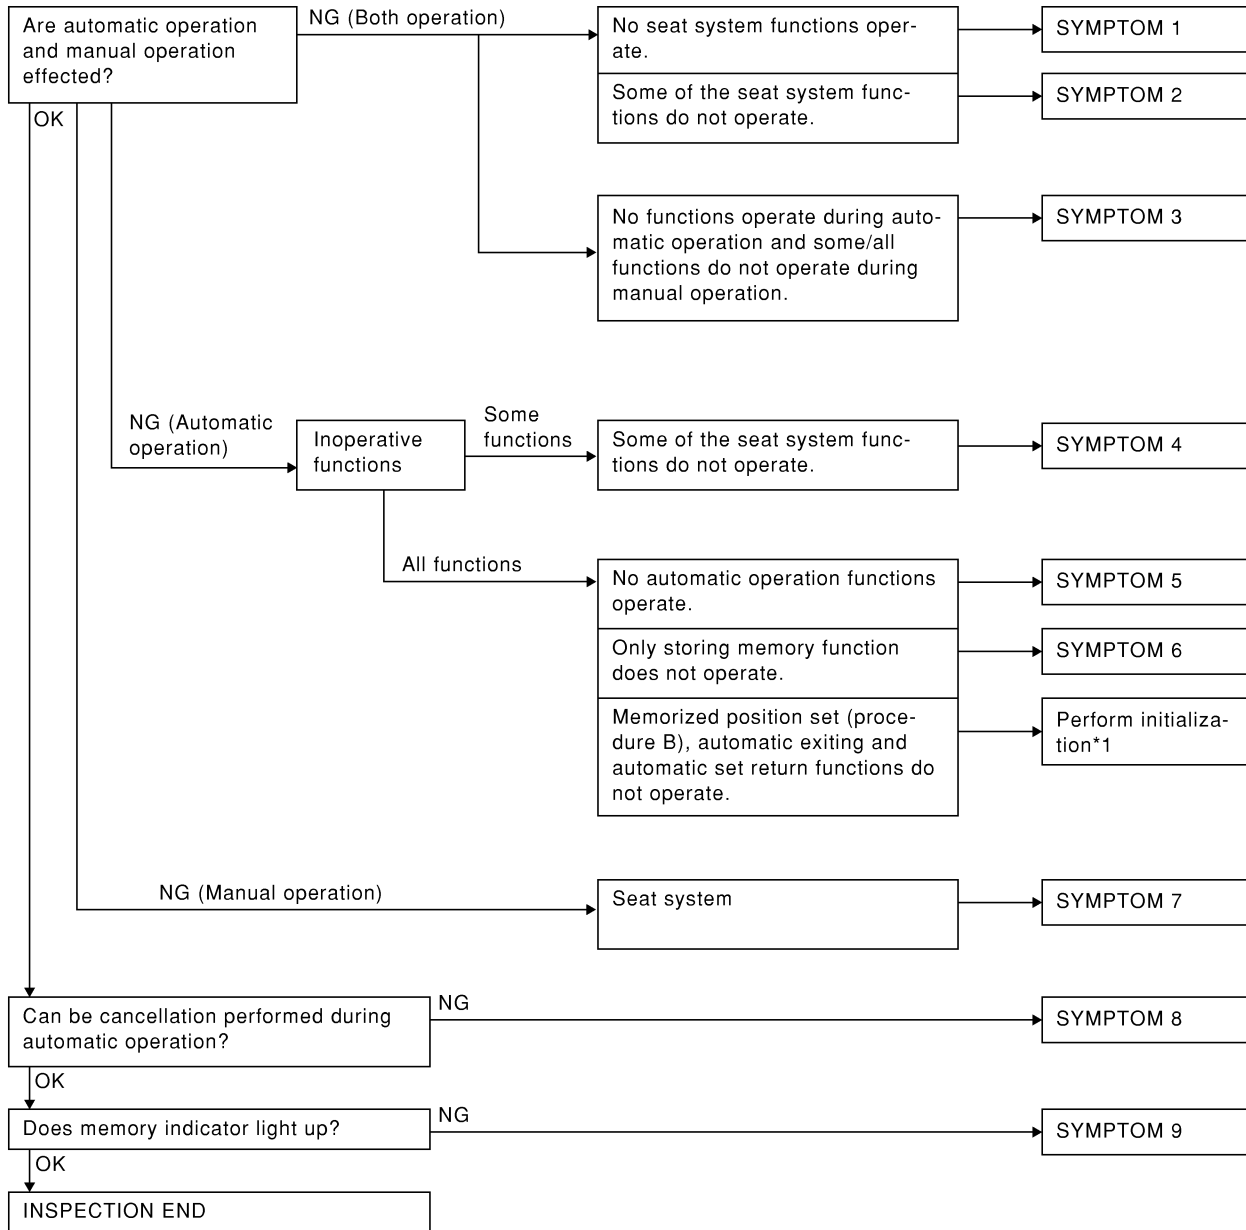 Are automatic operation
and manual operation
effected?
NG (Both operation)
No seat system functions oper-
ate.
SYMPTOM 1
Some of the seat system func-
tions do not operate.
SYMPTOM 2
OK
No functions operate during auto-
matic operation and some/all
functions do not operate during
manual operation.
SYMPTOM 3
NG (Automatic
operation)
Inoperative
functions
Some
functions
Some of the seat system func-
tions do not operate.
SYMPTOM 4
All functions
No automatic operation functions
operate.
SYMPTOM 5
Only storing memory function
does not operate.
SYMPTOM 6
Memorized position set (proce-
dure B), automatic exiting and
automatic set return functions do
not operate.
Perform initializa-
tion*1
NG (Manual operation)
Seat system
SYMPTOM 7
Can be cancellation performed during
automatic operation?
NG
SYMPTOM 8
OK
Does memory indicator light up?
NG
SYMPTOM 9
OK
INSPECTION END